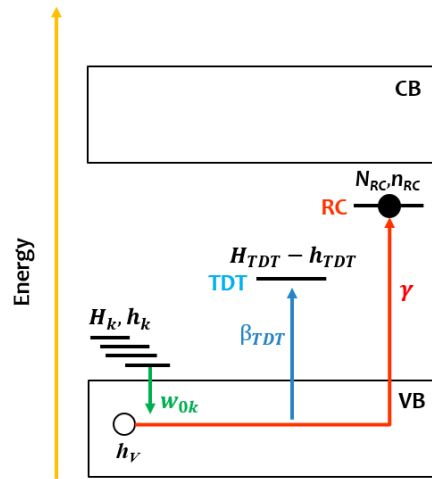 CB
N_RC,n_RC
RC
H_TDT − h_TDT
TDT
H_k, h_k
β_TDT
γ
Energy
w_0k
VB
h_V